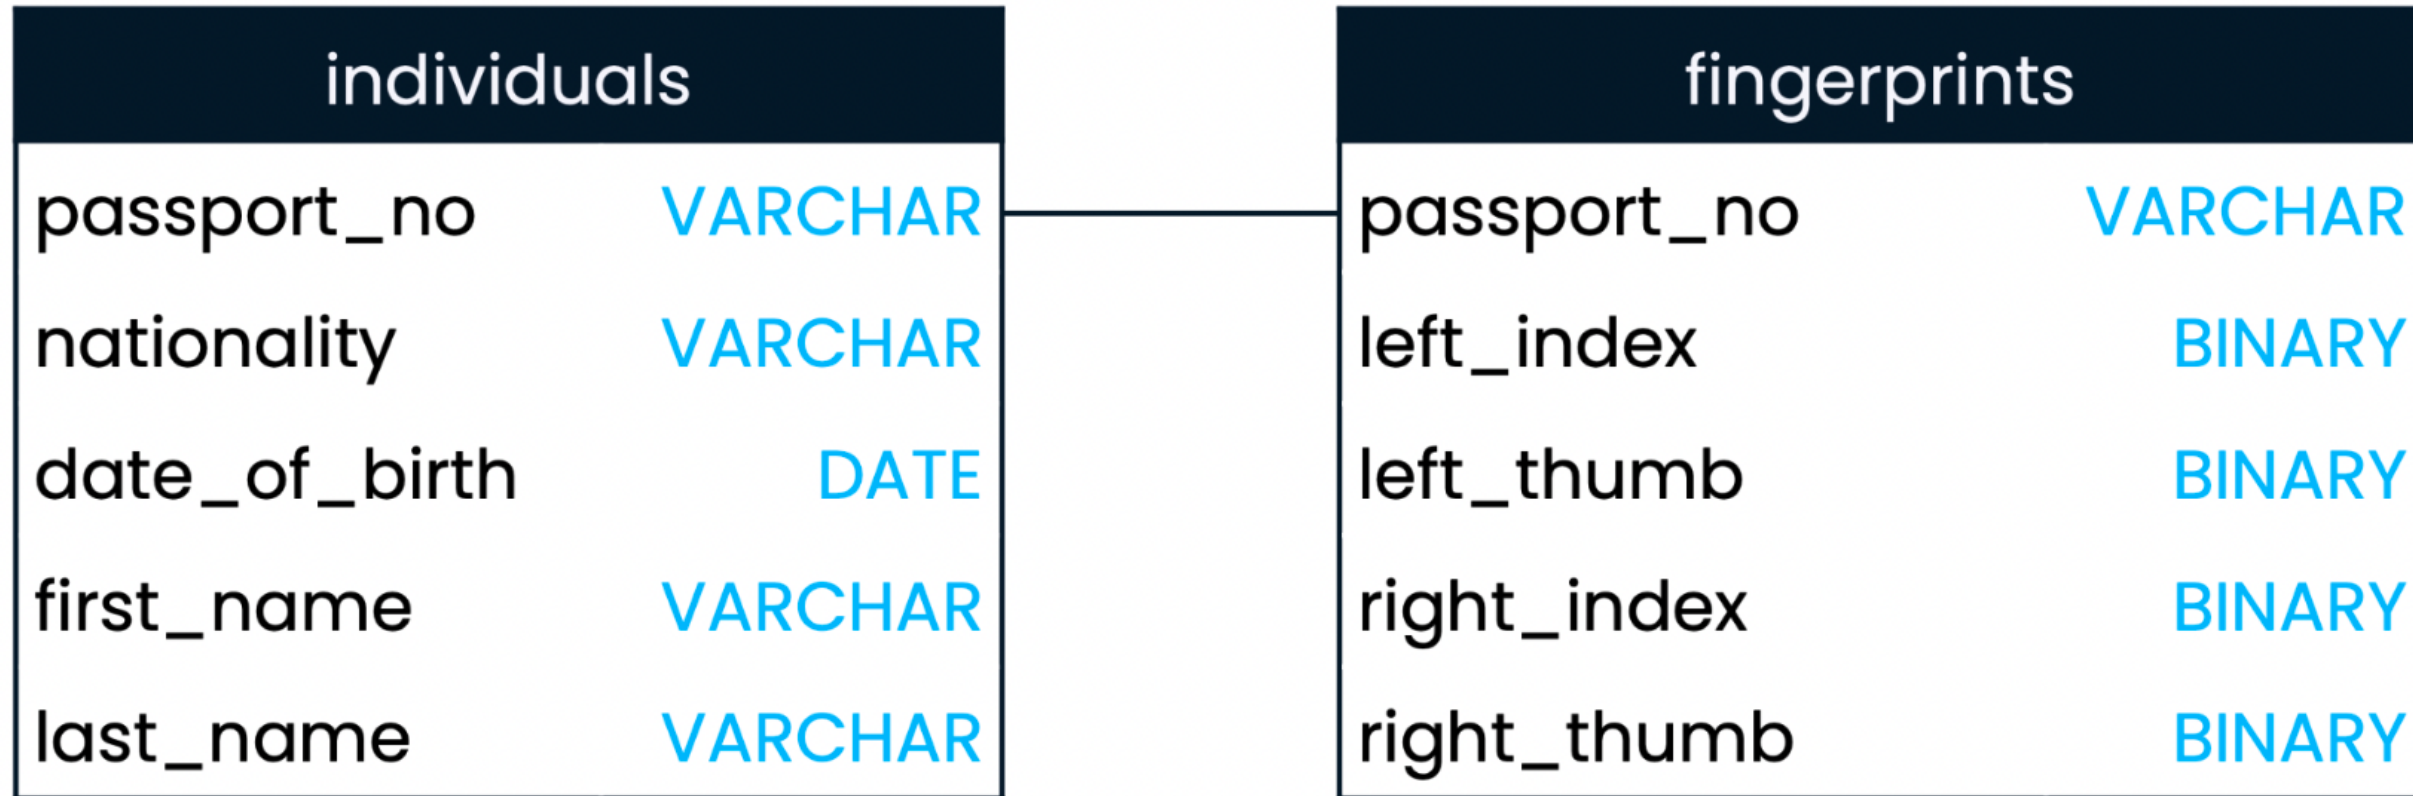 individuals
passport_no VARCHAR
nationality VARCHAR
date_of_birth DATE
first_name VARCHAR
last_name VARCHAR
fingerprints
passport_no VARCHAR
left_index BINARY
left_thumb BINARY
right_index BINARY
right_thumb BINARY